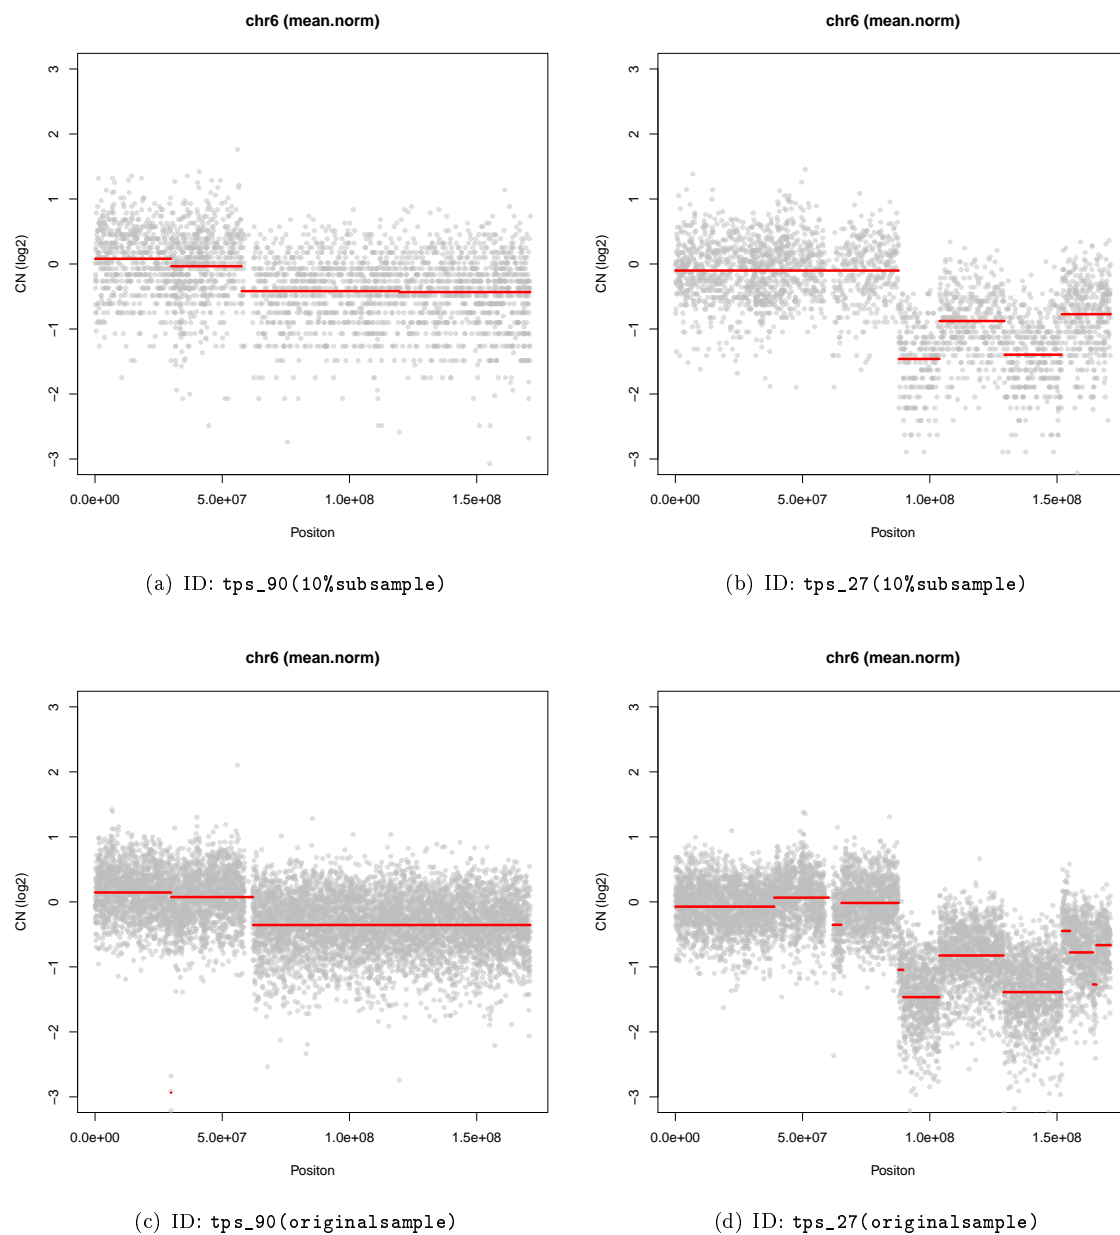 chr6 (mean.norm)
chr6 (mean.norm)
3
2
1
0
−1
−2
−3
CN (log2)
0.0e+00 5.0e+07 1.0e+08 1.5e+08
Positon
3
2
1
0
−1
−2
−3
CN (log2)
0.0e+00 5.0e+07 1.0e+08 1.5e+08
Positon
(a) ID: tps_90(10%subsample)
(b) ID: tps_27(10%subsample)
chr6 (mean.norm)
chr6 (mean.norm)
3
2
1
0
−1
−2
−3
CN (log2)
0.0e+00 5.0e+07 1.0e+08 1.5e+08
Positon
3
2
1
0
−1
−2
−3
CN (log2)
0.0e+00 5.0e+07 1.0e+08 1.5e+08
Positon
(c) ID: tps_90(originalsample)
(d) ID: tps_27(originalsample)